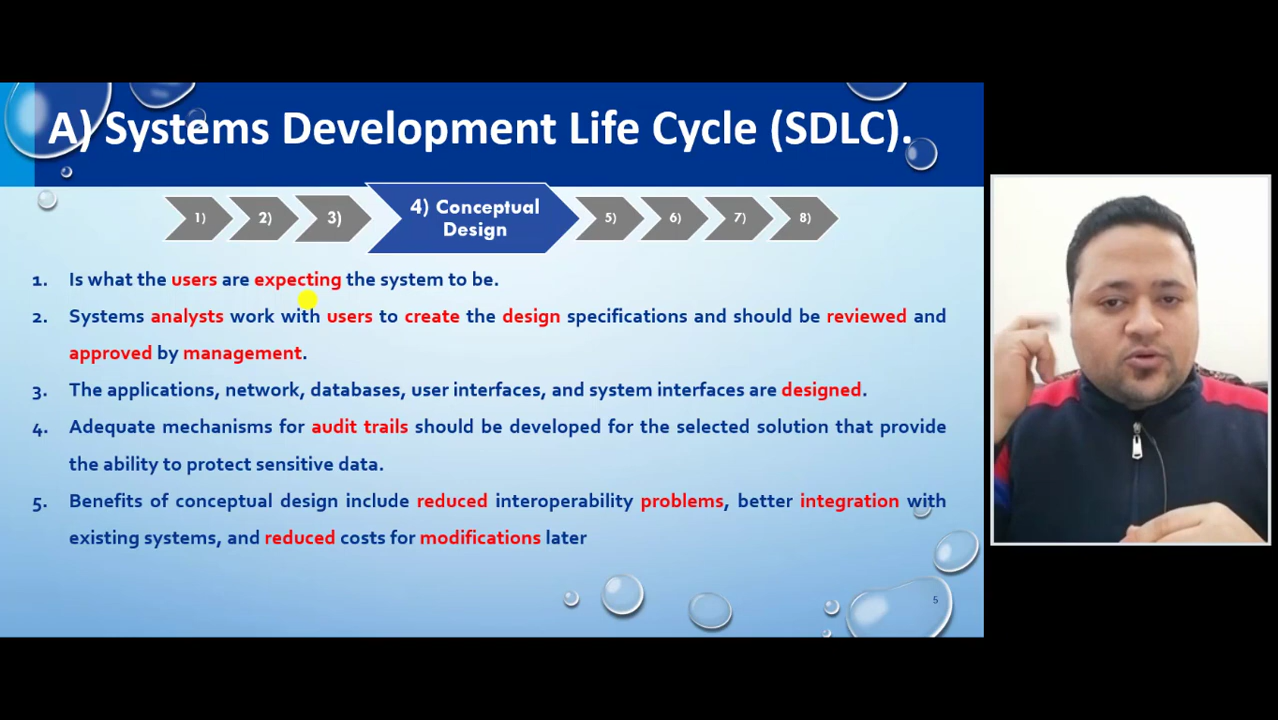 A) Systems Development Life Cycle (SDLC).
1)
2)
3)
4) Conceptual
Design
5)
6)
7)
8)
1. Is what the users are expecting the system to be.
2. Systems analysts work with users to create the design specifications and should be reviewed and
approved by management.
3. The applications, network, databases, user interfaces, and system interfaces are designed.
4. Adequate mechanisms for audit trails should be developed for the selected solution that provide
the ability to protect sensitive data.
5. Benefits of conceptual design include reduced interoperability problems, better integration with
existing systems, and reduced costs for modifications later
5